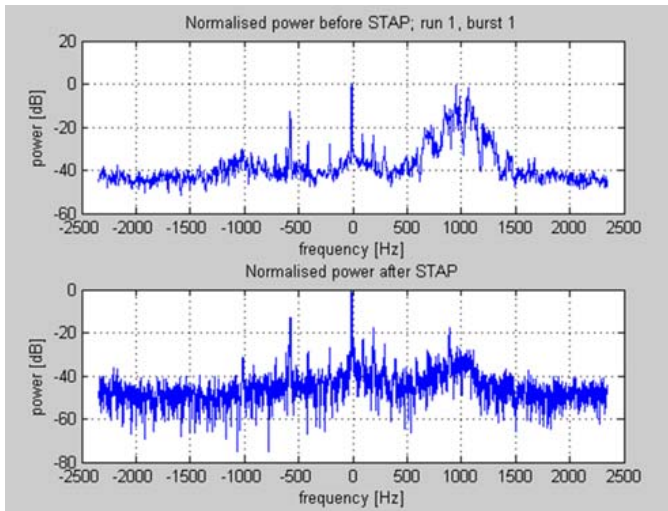 Normalised power before STAP; run 1, burst 1
20
0
-20
-40
-60
power [dB]
-2500 -2000 -1500 -1000 -500 0 500 1000 1500 2000 2500
frequency [Hz]
Normalised power after STAP
0
-20
-40
-60
-80
power [dB]
-2500 -2000 -1500 -1000 -500 0 500 1000 1500 2000 2500
frequency [Hz]